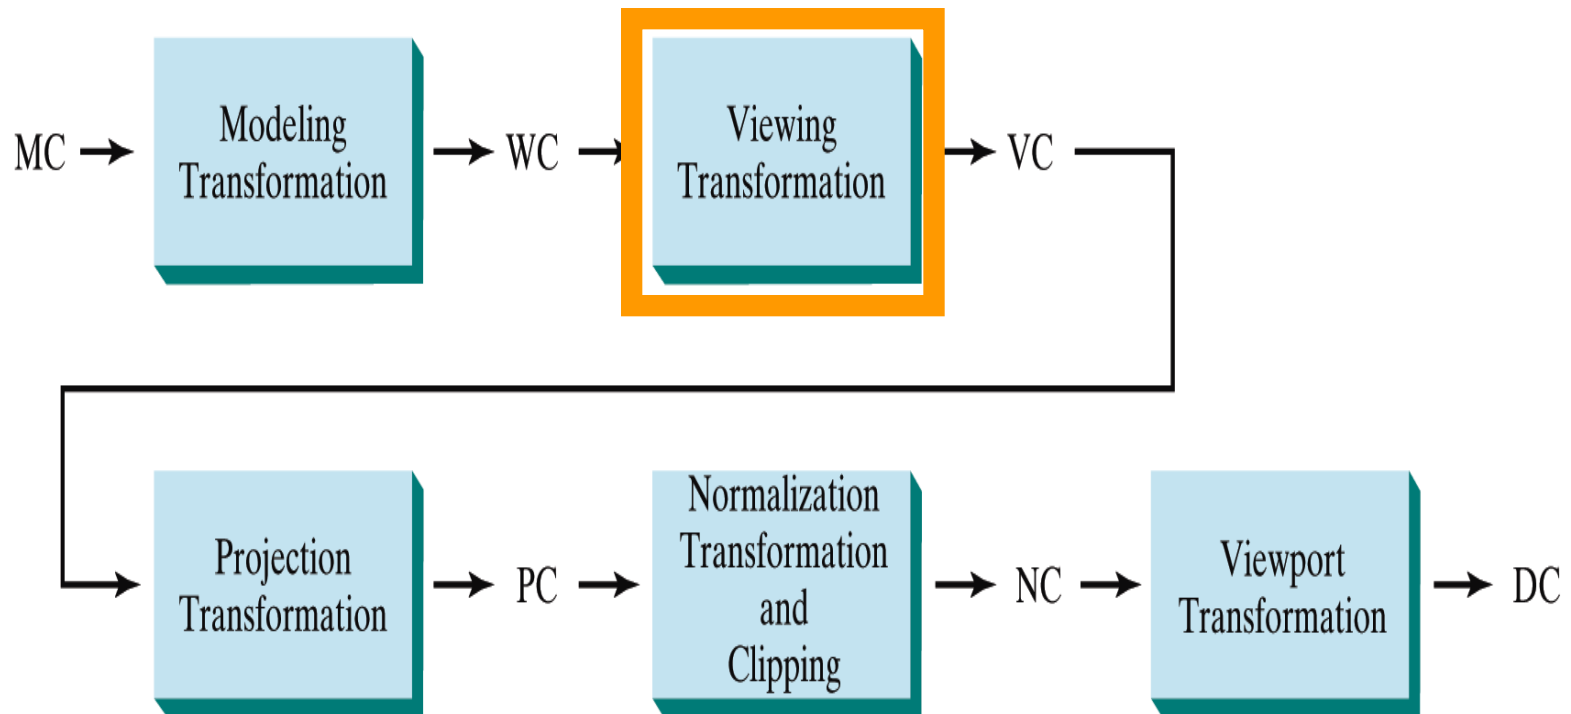 MC
Modeling
Transformation
WC
Viewing
Transformation
VC
Projection
Transformation
PC
Normalization
Transformation
and
Clipping
NC
Viewport
Transformation
DC